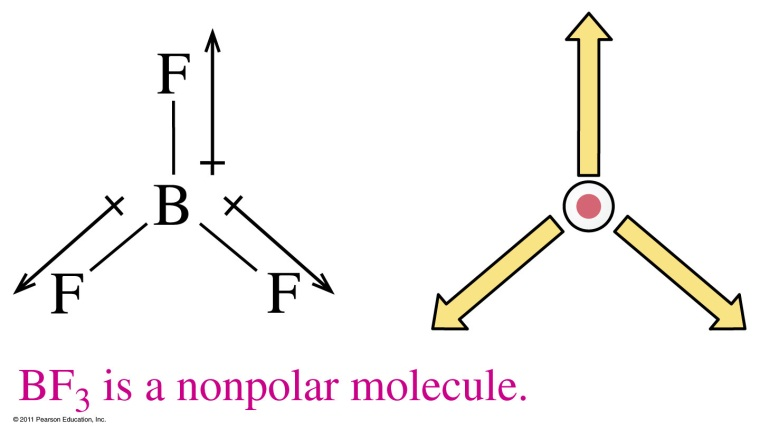 F
B
F F
BF₃ is a nonpolar molecule.
© 2011 Pearson Education, Inc.